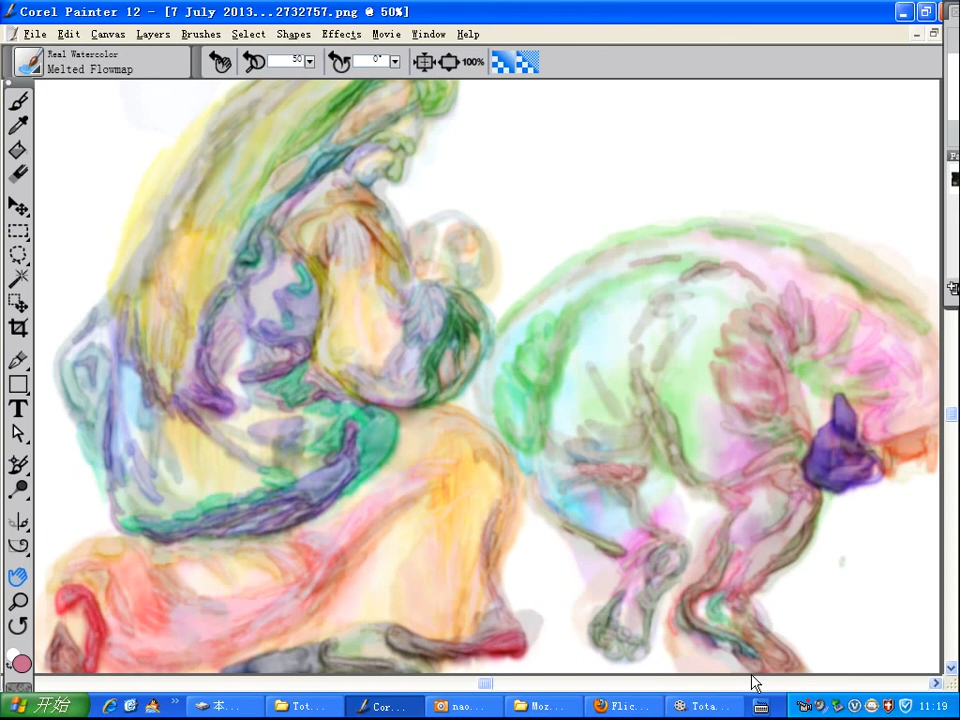 Corel Painter 12 - [7 July 2013...2732757.png @ 50%]
File Edit Canvas Layers Brushes Select Shapes Effects Movie Window Help
Real Watercolor
Melted Flowmap
50
0°
100%
T
开始
本...
Tot...
Cor...
nao...
Moz...
Flic...
Tota...
11:19